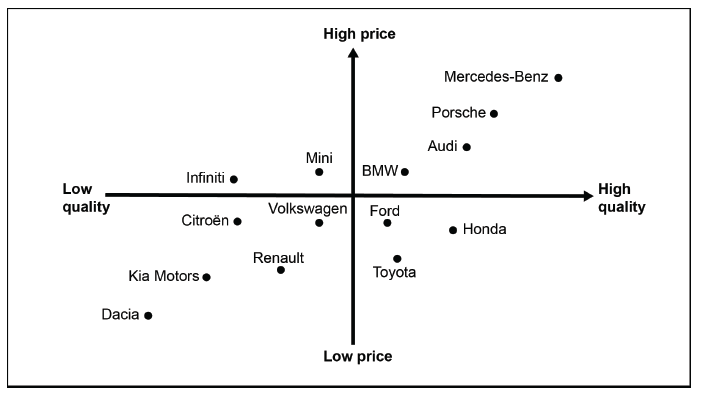 High price
Mercedes-Benz
Porsche
Audi
Mini
BMW
Infiniti
Low
quality
High
quality
Volkswagen
Ford
Citroën
Honda
Renault
Toyota
Kia Motors
Dacia
Low price